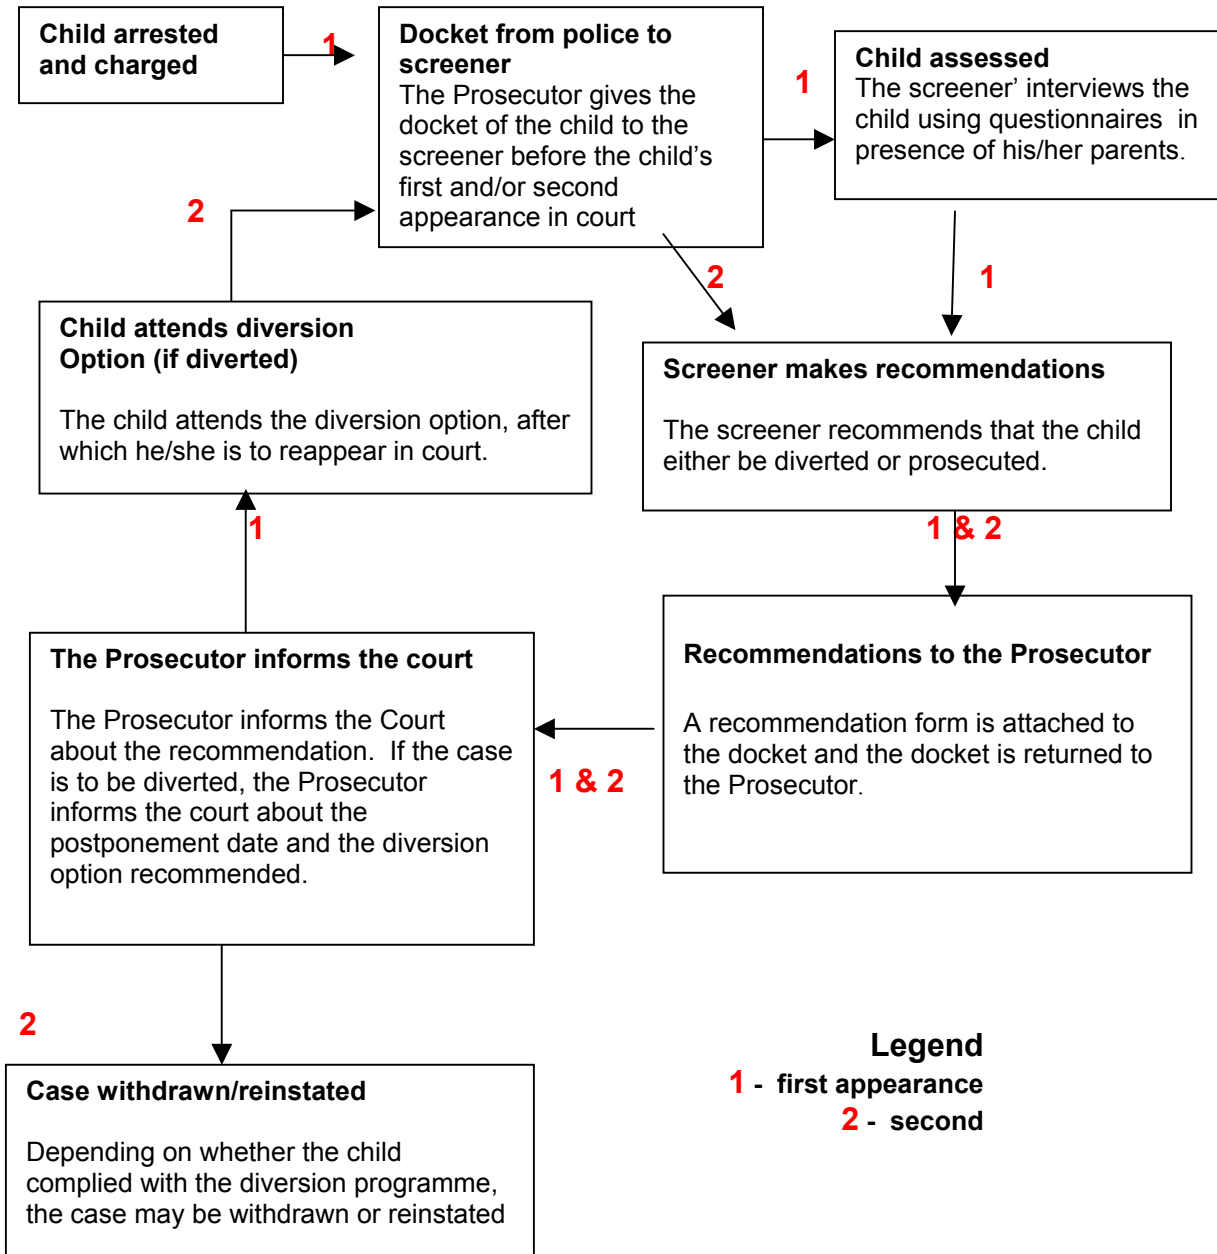 Child arrested
and charged
1
Docket from police to
screener
The Prosecutor gives the
docket of the child to the
screener before the child's
first and/or second
appearance in court
1
Child assessed
The screener' interviews the
child using questionnaires in
presence of his/her parents.
2
2
1
Child attends diversion
Option (if diverted)
The child attends the diversion option, after
which he/she is to reappear in court.
Screener makes recommendations
The screener recommends that the child
either be diverted or prosecuted.
1
1 & 2
The Prosecutor informs the court
The Prosecutor informs the Court
about the recommendation. If the case
is to be diverted, the Prosecutor
informs the court about the
postponement date and the diversion
option recommended.
1 & 2
Recommendations to the Prosecutor
A recommendation form is attached to
the docket and the docket is returned to
the Prosecutor.
2
Case withdrawn/reinstated
Depending on whether the child
complied with the diversion programme,
the case may be withdrawn or reinstated
Legend
1 - first appearance
2 - second